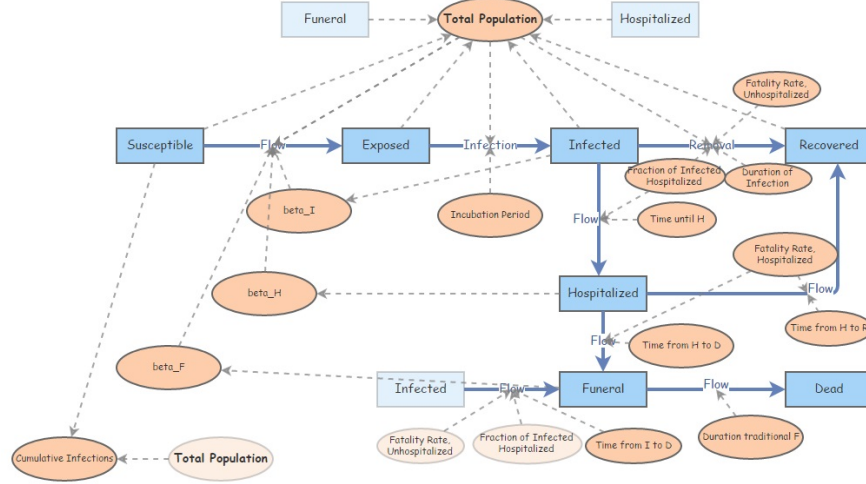 Funeral
Total Population
Hospitalized
Fatality Rate,
Unhospitalized
Susceptible
Flow
Exposed
Infection
Infected
Removal
Recovered
Fraction of Infected
Hospitalized
Duration of
Infection
beta_I
Incubation Period
Flow
Time until H
Fatality Rate,
Hospitalized
beta_H
Hospitalized
Flow
Time from H to R
Flow
Time from H to D
beta_F
Infected
Flow
Funeral
Flow
Dead
Fatality Rate,
Unhospitalized
Fraction of Infected
Hospitalized
Time from I to D
Duration traditional F
Cumulative Infections
Total Population